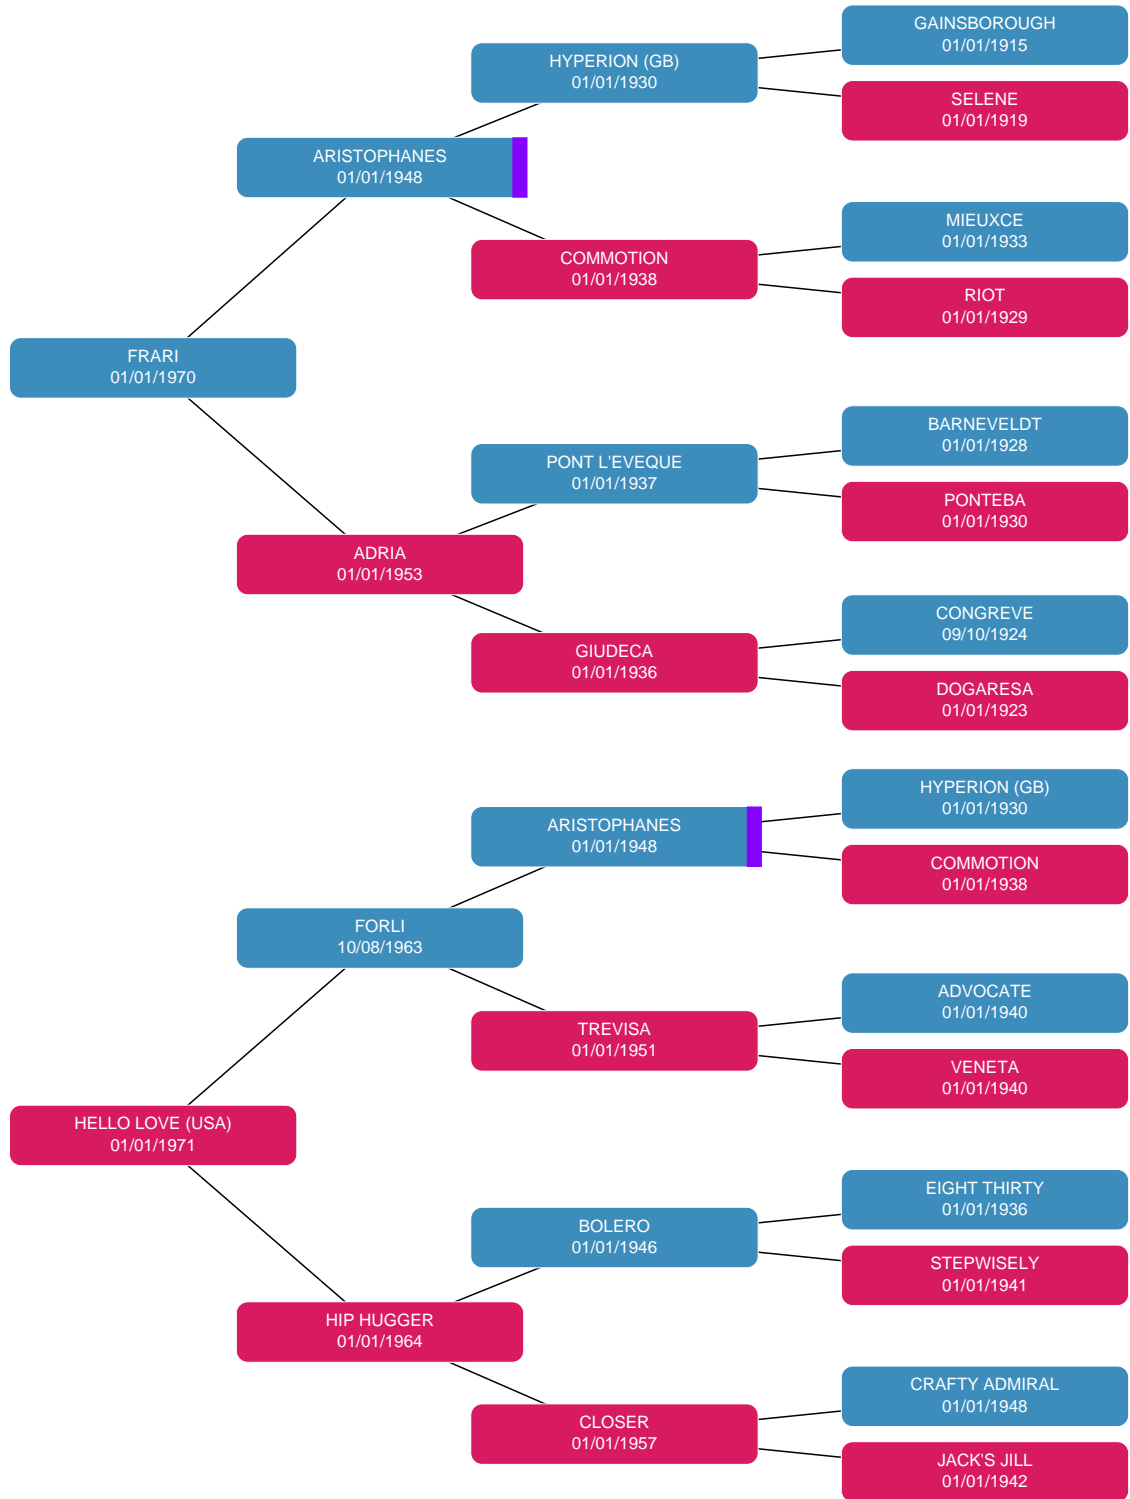 GAINSBOROUGH
01/01/1915
HYPERION (GB)
01/01/1930
SELENE
01/01/1919
ARISTOPHANES
01/01/1948
MIEUXCE
01/01/1933
COMMOTION
01/01/1938
RIOT
01/01/1929
FRARI
01/01/1970
BARNEVELDT
01/01/1928
PONT L'EVEQUE
01/01/1937
PONTEBA
01/01/1930
ADRIA
01/01/1953
CONGREVE
09/10/1924
GIUDECA
01/01/1936
DOGARESA
01/01/1923
HYPERION (GB)
01/01/1930
ARISTOPHANES
01/01/1948
COMMOTION
01/01/1938
FORLI
10/08/1963
ADVOCATE
01/01/1940
TREVISA
01/01/1951
VENETA
01/01/1940
HELLO LOVE (USA)
01/01/1971
EIGHT THIRTY
01/01/1936
BOLERO
01/01/1946
STEPWISELY
01/01/1941
HIP HUGGER
01/01/1964
CRAFTY ADMIRAL
01/01/1948
CLOSER
01/01/1957
JACK'S JILL
01/01/1942